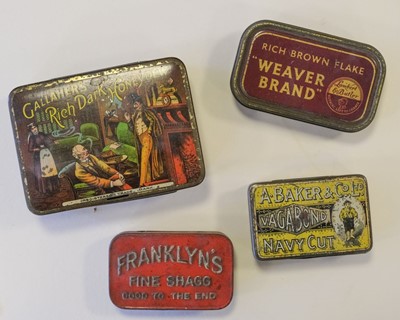 GALLAHER'S
Rich Dark Honeydew
RICH BROWN FLAKE
"WEAVER
BRAND"
A. BAKER & CO. LTD
VAGABOND
NAVY CUT
FRANKLYN'S
FINE SHAGG
GOOD TO THE END